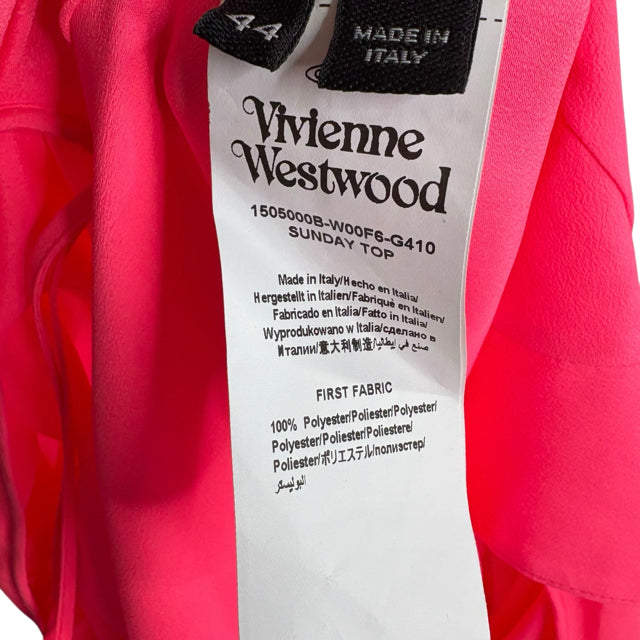 44
MADE IN
ITALY
Vivienne
Westwood
1505000B-W00F6-G410
SUNDAY TOP
Made in Italy/Hecho en Italia/
Hergestellt in Italien/Fabriqué en Italien/
Fabricado en Italia/Fatto in Italia/
Wyprodukowano w Italia/сделано в
Италии/意大利制造/صنع في إيطاليا
FIRST FABRIC
100% Polyester/Poliester/Polyester/
Polyester/Poliester/Poliestere/
Poliester/ポリエステル/полиэстер/
البوليستر